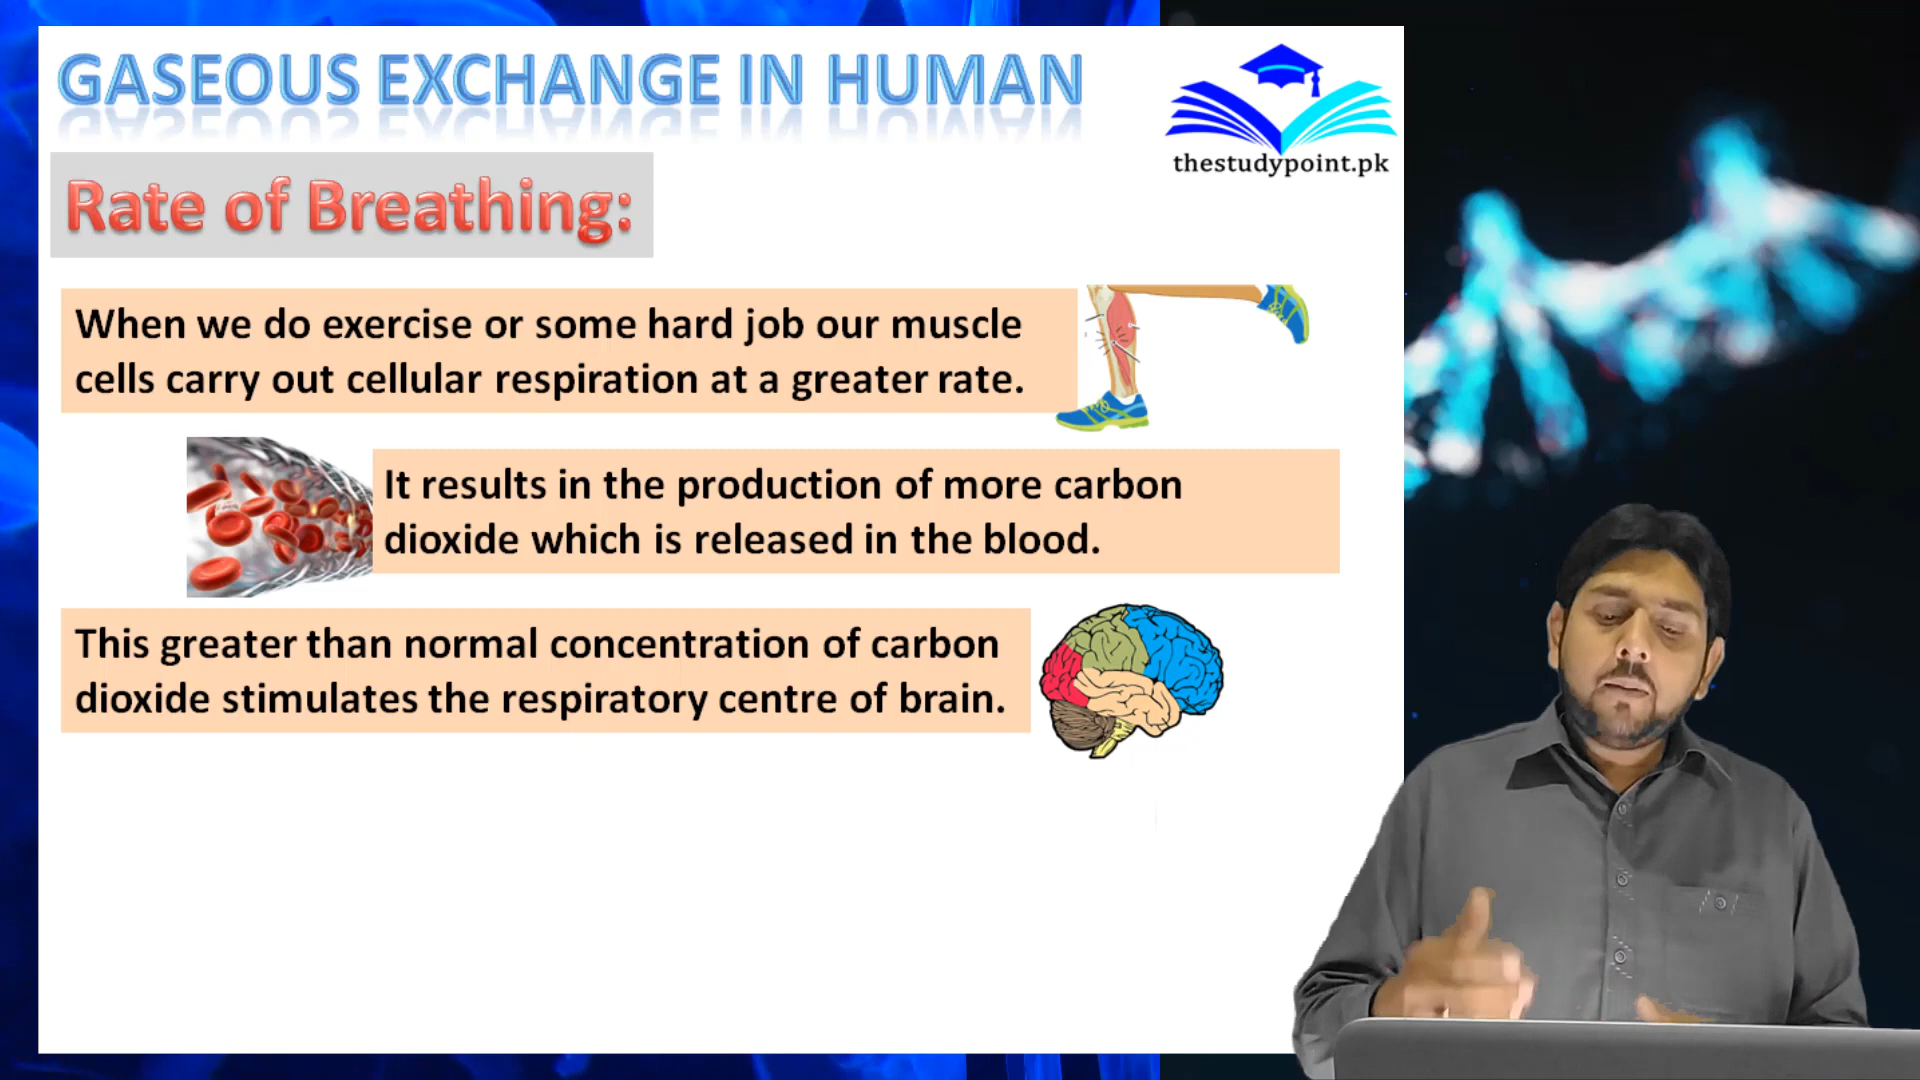 GASEOUS EXCHANGE IN HUMAN
thestudypoint.pk
Rate of Breathing:
When we do exercise or some hard job our muscle
cells carry out cellular respiration at a greater rate.
It results in the production of more carbon
dioxide which is released in the blood.
This greater than normal concentration of carbon
dioxide stimulates the respiratory centre of brain.